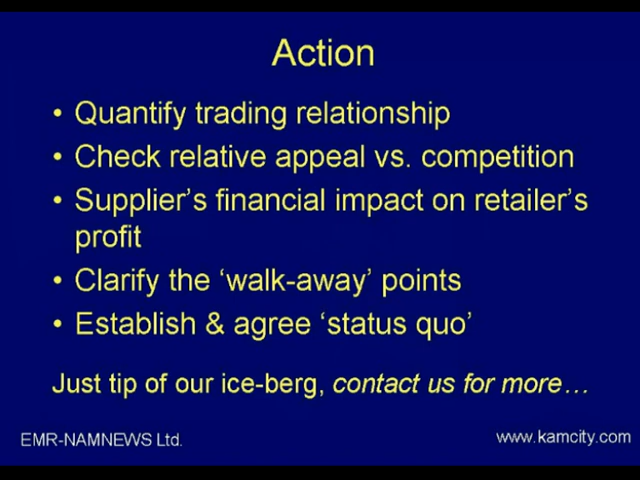 Action
• Quantify trading relationship
• Check relative appeal vs. competition
• Supplier's financial impact on retailer's
profit
• Clarify the ‘walk-away’ points
• Establish & agree ‘status quo’
Just tip of our ice-berg, contact us for more…
EMR-NAMNEWS Ltd.
www.kamcity.com